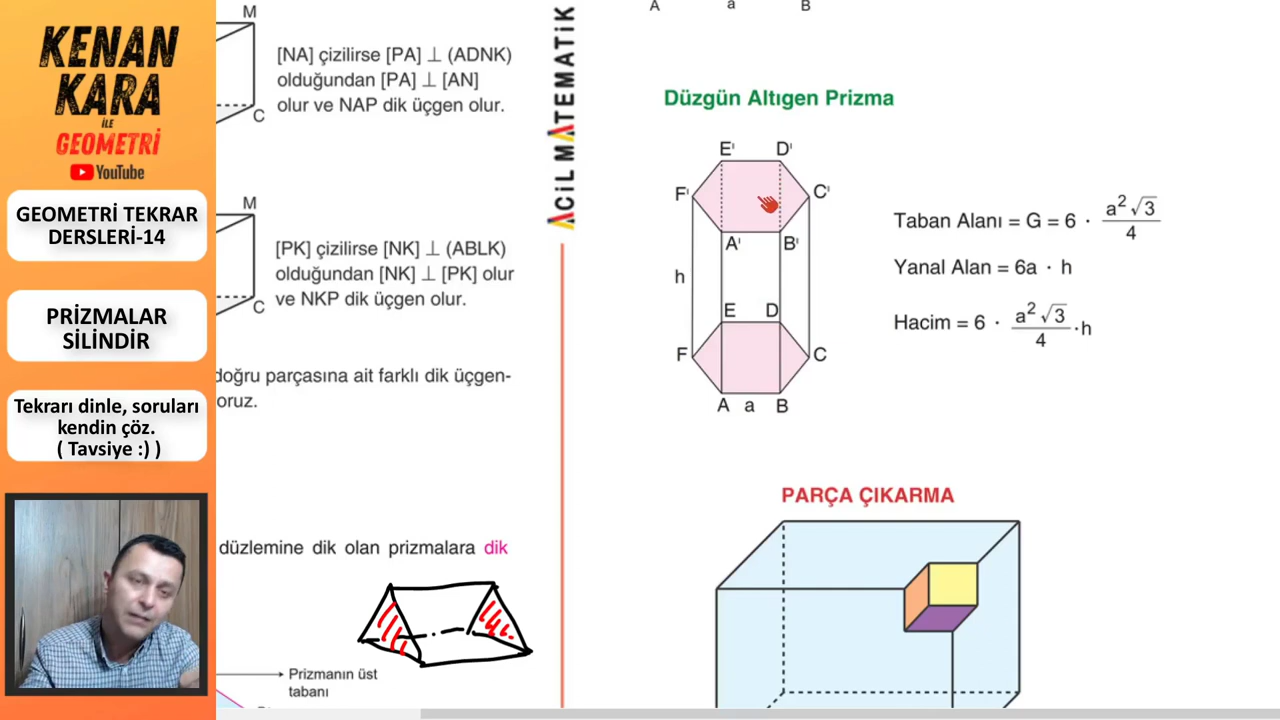 KENAN
KARA
İLE
GEOMETRİ
YouTube
GEOMETRİ TEKRAR
DERSLERİ-14
PRİZMALAR
SİLİNDİR
Tekrarı dinle, soruları
kendin çöz.
( Tavsiye :) )
M
C
[NA] çizilirse [PA] ⊥ (ADNK)
olduğundan [PA] ⊥ [AN]
olur ve NAP dik üçgen olur.
M
C
[PK] çizilirse [NK] ⊥ (ABLK)
olduğundan [NK] ⊥ [PK] olur
ve NKP dik üçgen olur.
doğru parçasına ait farklı dik üçgen-
oruz.
düzlemine dik olan prizmalara dik
Prizmanın üst
tabanı
ACİL MATEMATİK
A a B
Düzgün Altıgen Prizma
E' D'
F' C'
A' B'
h
E D
F C
A a B
Taban Alanı = G = 6 · a² √3 / 4
Yanal Alan = 6a · h
Hacim = 6 · a² √3 / 4 · h
PARÇA ÇIKARMA